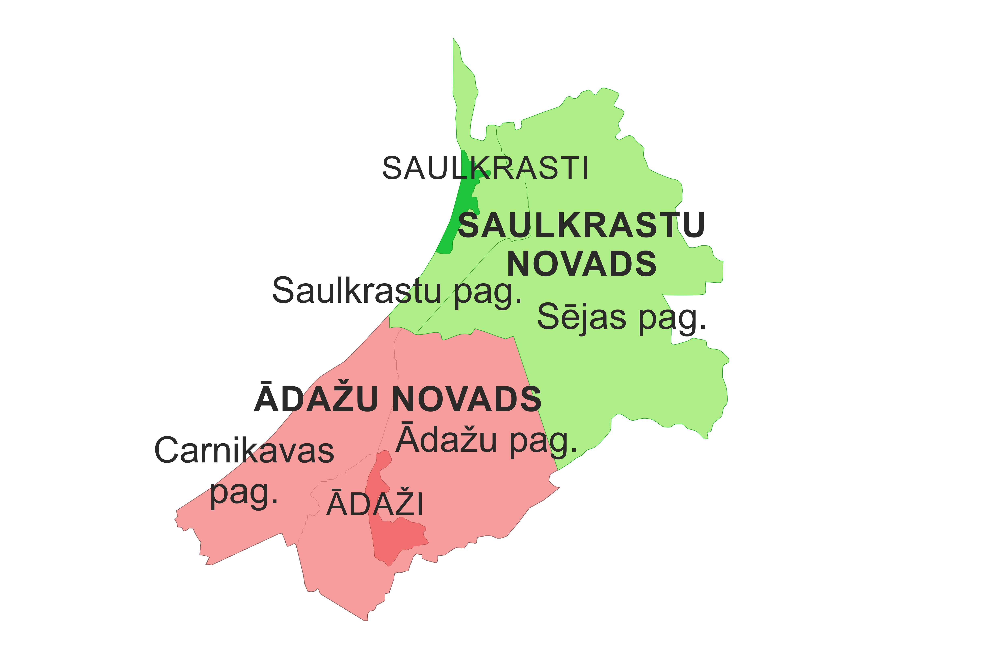 SAULKRASTI
SAULKRASTU
NOVADS
Saulkrastu pag.
Sējas pag.
ĀDAŽU NOVADS
Ādažu pag.
Carnikavas
pag.
ĀDAŽI